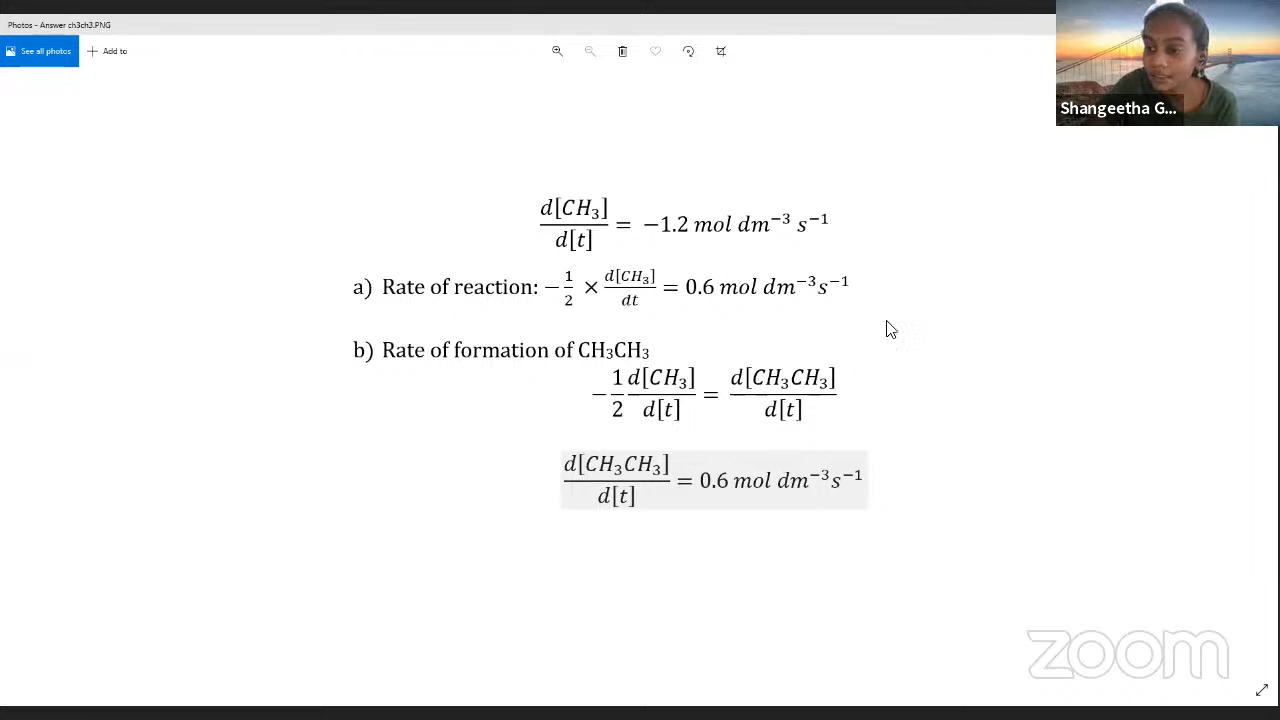 Photos - Answer ch3ch3.PNG
See all photos
Add to
Shangeetha G...
d[CH₃]/d[t] = −1.2 mol dm⁻³ s⁻¹
a) Rate of reaction: −1/2 × d[CH₃]/dt = 0.6 mol dm⁻³s⁻¹
b) Rate of formation of CH₃CH₃
−1/2 d[CH₃]/d[t] = d[CH₃CH₃]/d[t]
d[CH₃CH₃]/d[t] = 0.6 mol dm⁻³s⁻¹
zoom